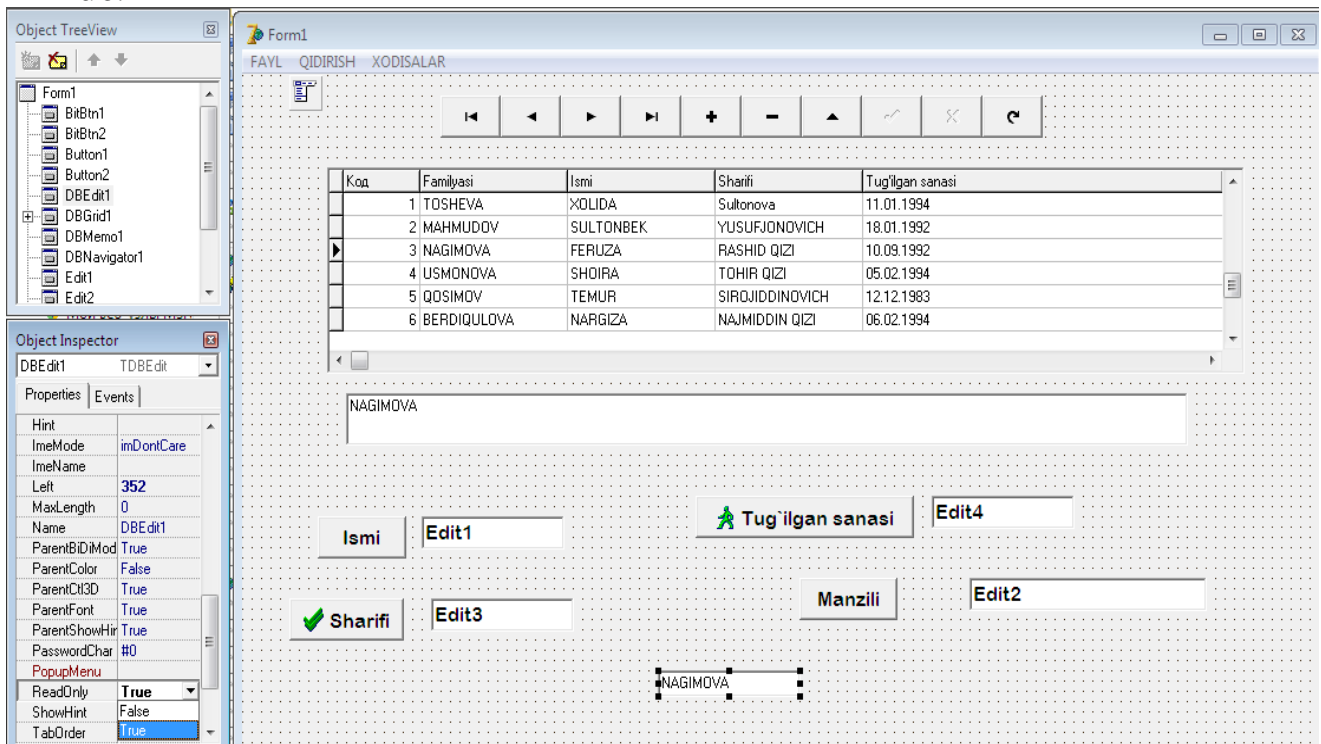 Object TreeView
Form1
BitBtn1
BitBtn2
Button1
Button2
DBEdit1
DBGrid1
DBMemo1
DBNavigator1
Edit1
Edit2
Object Inspector
DBEdit1 TDBEdit
Properties Events
Hint
ImeMode imDontCare
ImeName
Left 352
MaxLength 0
Name DBEdit1
ParentBiDiMod True
ParentColor False
ParentCtl3D True
ParentFont True
ParentShowHir True
PasswordChar #0
PopupMenu
ReadOnly True
ShowHint False
TabOrder True
Form1
FAYL QIDIRISH XODISALAR
Код Familyasi Ismi Sharifi Tug'ilgan sanasi
1 TOSHEVA XOLIDA Sultonova 11.01.1994
2 MAHMUDOV SULTONBEK YUSUFJONOVICH 18.01.1992
3 NAGIMOVA FERUZA RASHID QIZI 10.09.1992
4 USMONOVA SHOIRA TOHIR QIZI 05.02.1994
5 QOSIMOV TEMUR SIROJIDDINOVICH 12.12.1983
6 BERDIQULOVA NARGIZA NAJMIDDIN QIZI 06.02.1994
NAGIMOVA
Ismi Edit1 Tug`ilgan sanasi Edit4
Sharifi Edit3 Manzili Edit2
NAGIMOVA